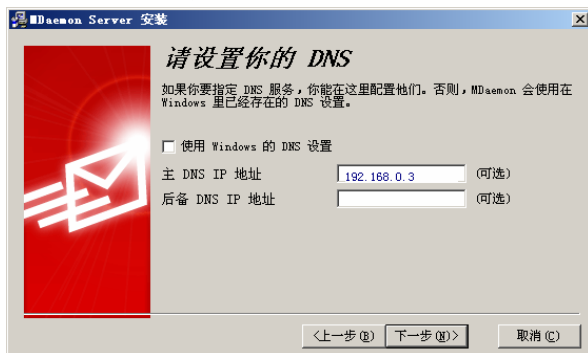 MDaemon Server 安装
请设置你的 DNS
如果你要指定 DNS 服务，你能在这里配置他们。否则，MDaemon 会使用在
Windows 里已经存在的 DNS 设置。
使用 Windows 的 DNS 设置
主 DNS IP 地址 192.168.0.3 (可选)
后备 DNS IP 地址 (可选)
<上一步(B) 下一步(N)> 取消(C)